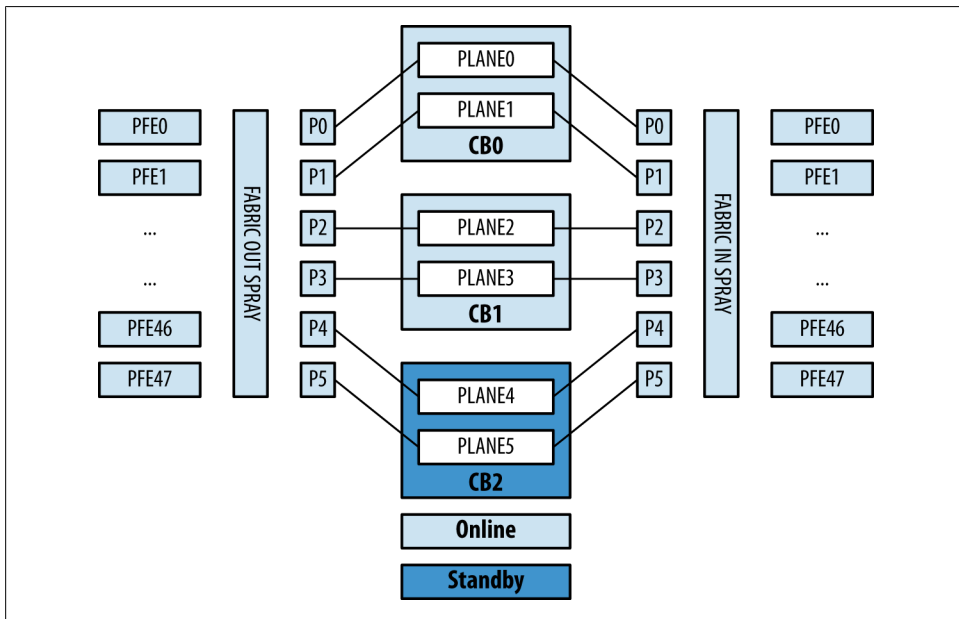 PLANE0
PLANE1
CB0
PFE0
PFE1
...
...
PFE46
PFE47
FABRIC OUT SPRAY
P0
P1
P2
P3
P4
P5
PLANE2
PLANE3
CB1
PLANE4
PLANE5
CB2
P0
P1
P2
P3
P4
P5
FABRIC IN SPRAY
PFE0
PFE1
...
...
PFE46
PFE47
Online
Standby